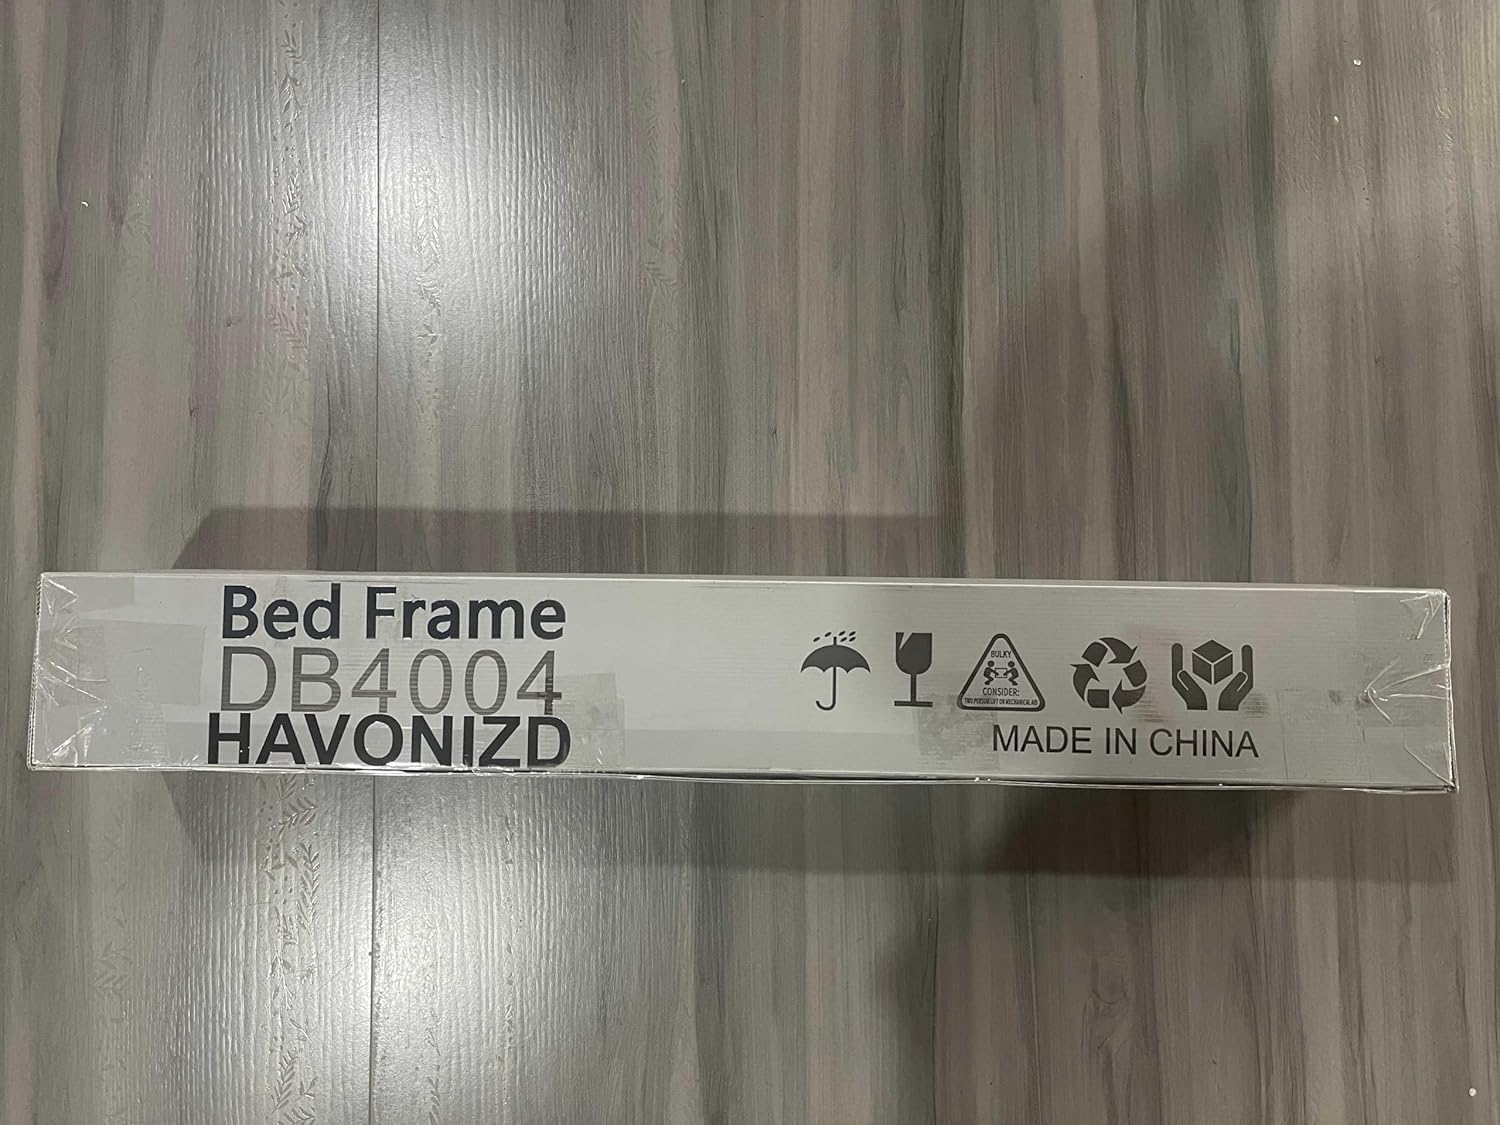 Bed Frame
DB4004
HAVONIZD
BULKY
CONSIDER:
TWO PERSON LIFT OR MECHANICAL AID
MADE IN CHINA